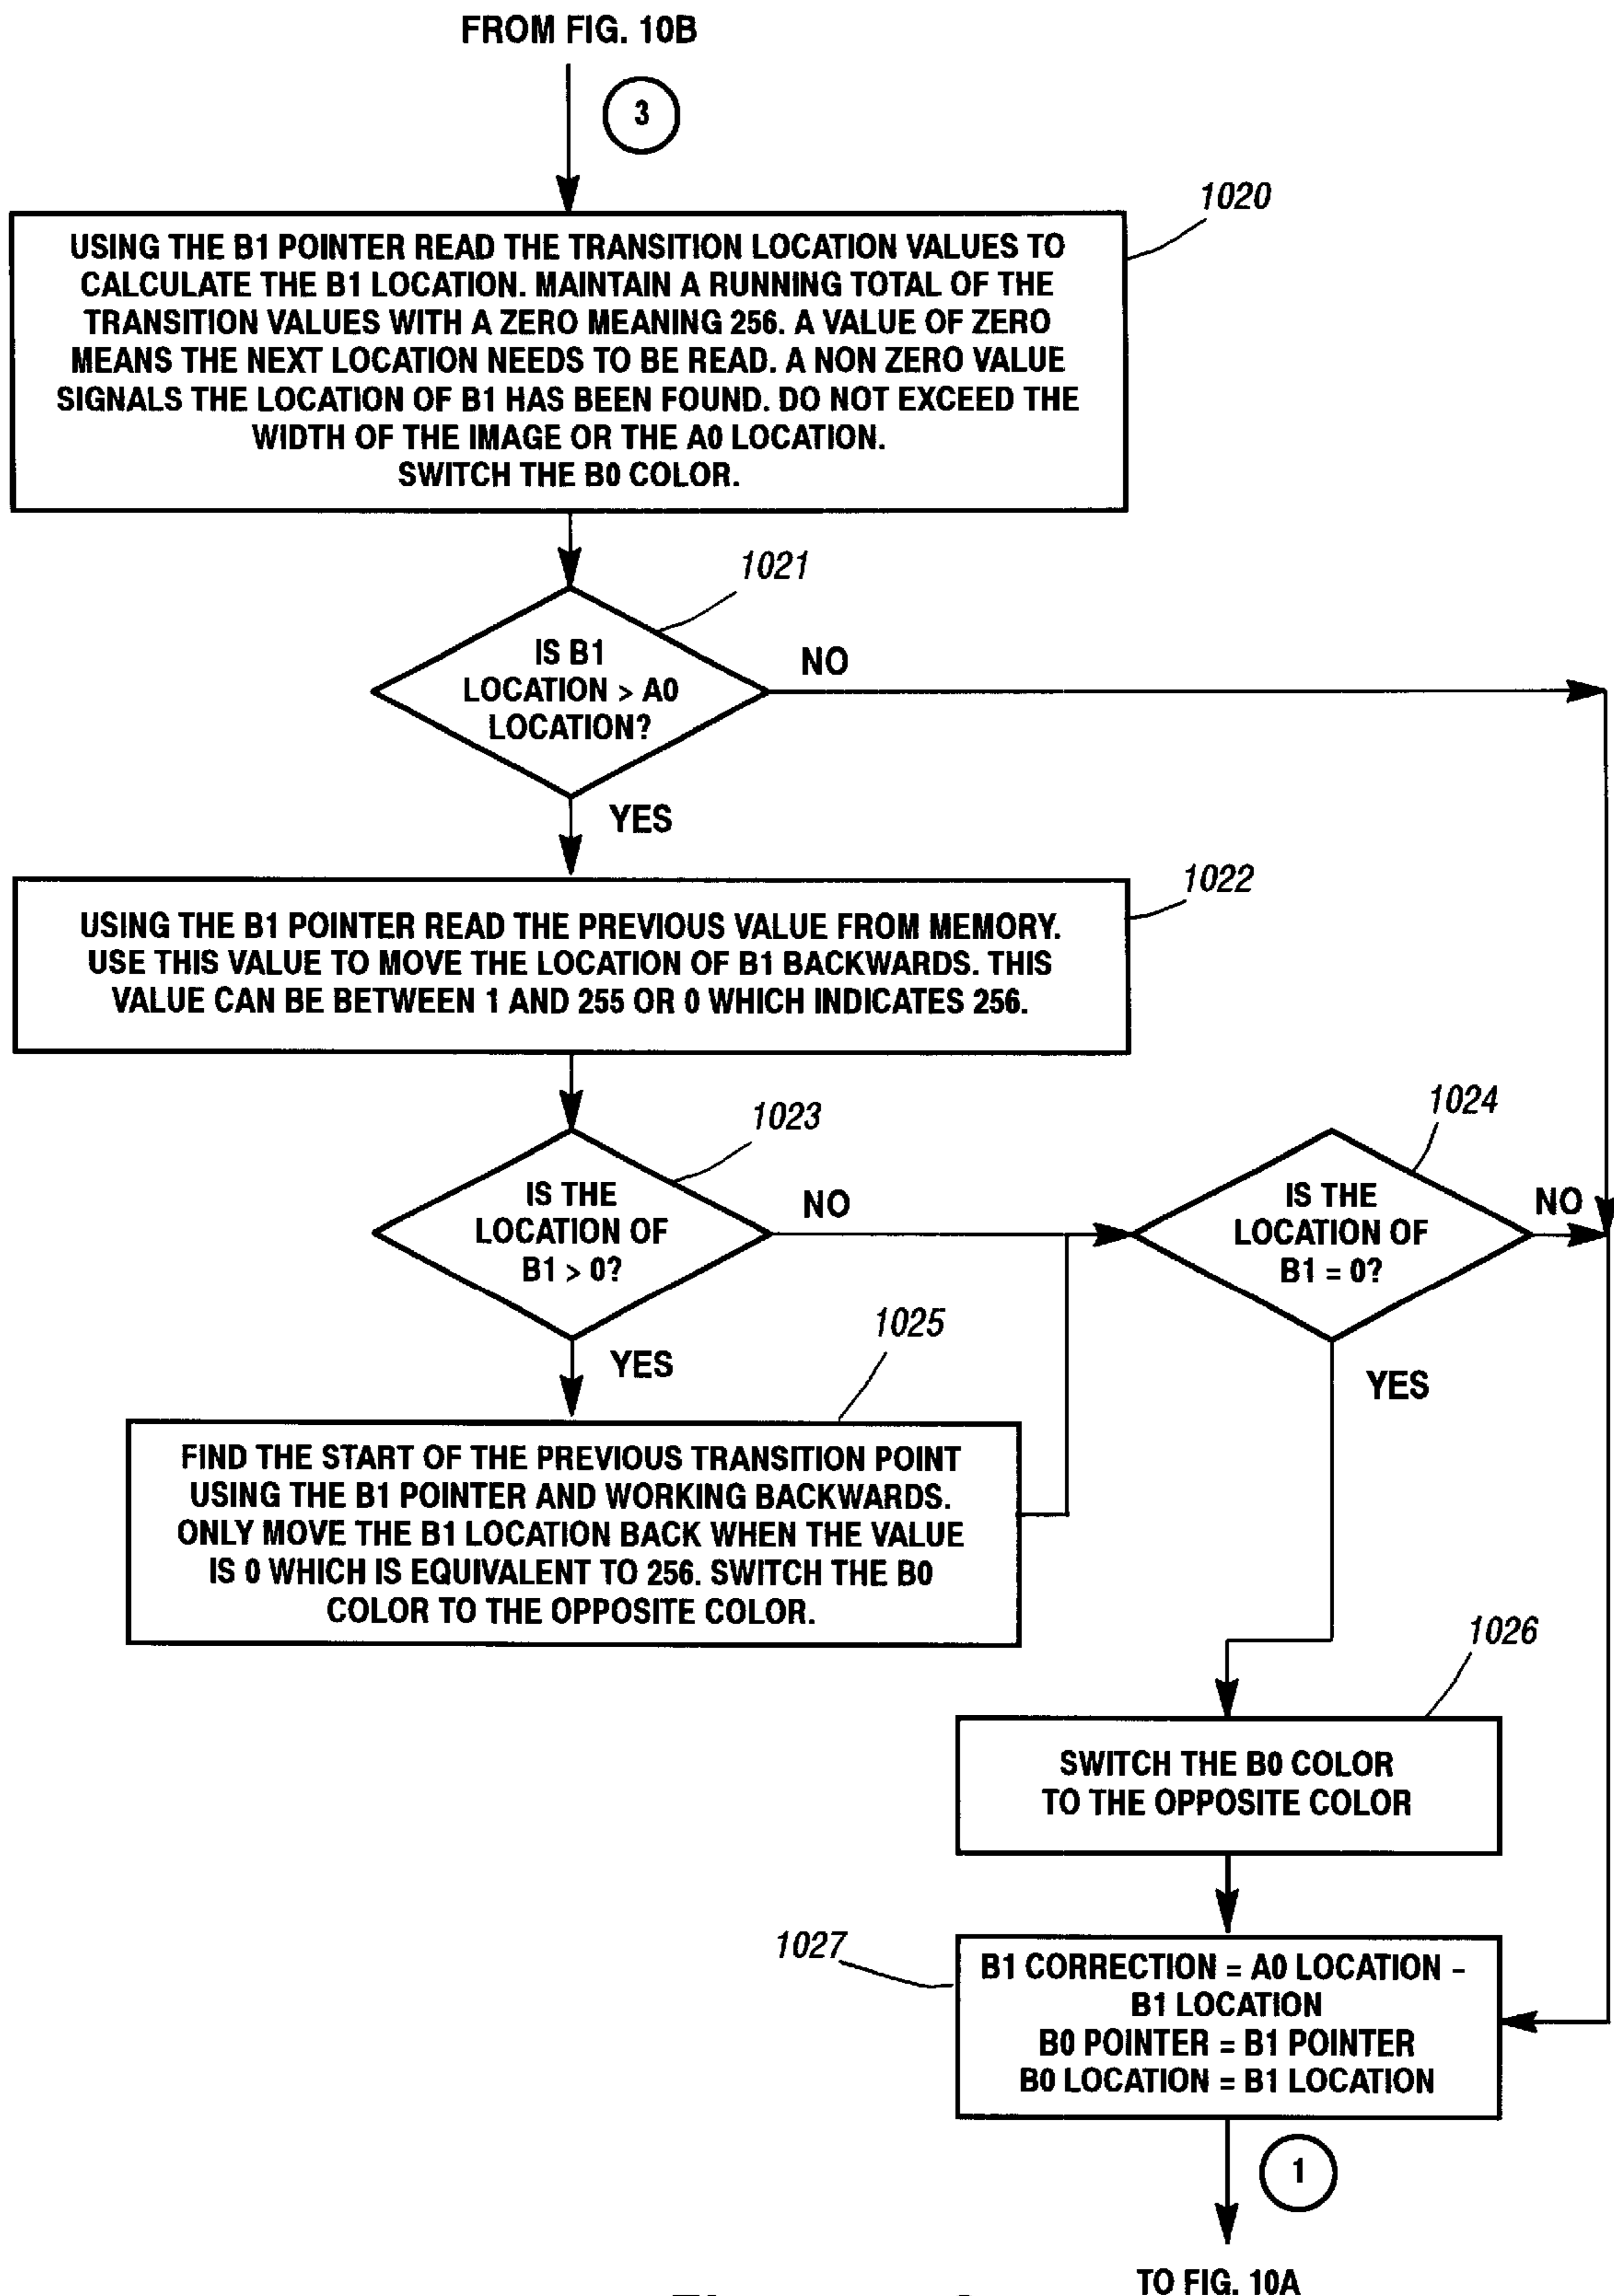 FROM FIG. 10B
3
1020
USING THE B1 POINTER READ THE TRANSITION LOCATION VALUES TO
CALCULATE THE B1 LOCATION. MAINTAIN A RUNNING TOTAL OF THE
TRANSITION VALUES WITH A ZERO MEANING 256. A VALUE OF ZERO
MEANS THE NEXT LOCATION NEEDS TO BE READ. A NON ZERO VALUE
SIGNALS THE LOCATION OF B1 HAS BEEN FOUND. DO NOT EXCEED THE
WIDTH OF THE IMAGE OR THE A0 LOCATION.
SWITCH THE B0 COLOR.
1021
IS B1
LOCATION > A0
LOCATION?
NO
YES
1022
USING THE B1 POINTER READ THE PREVIOUS VALUE FROM MEMORY.
USE THIS VALUE TO MOVE THE LOCATION OF B1 BACKWARDS. THIS
VALUE CAN BE BETWEEN 1 AND 255 OR 0 WHICH INDICATES 256.
1023
IS THE
LOCATION OF
B1 > 0?
NO
YES
1024
IS THE
LOCATION OF
B1 = 0?
NO
YES
1025
FIND THE START OF THE PREVIOUS TRANSITION POINT
USING THE B1 POINTER AND WORKING BACKWARDS.
ONLY MOVE THE B1 LOCATION BACK WHEN THE VALUE
IS 0 WHICH IS EQUIVALENT TO 256. SWITCH THE B0
COLOR TO THE OPPOSITE COLOR.
1026
SWITCH THE B0 COLOR
TO THE OPPOSITE COLOR
1027
B1 CORRECTION = A0 LOCATION –
B1 LOCATION
B0 POINTER = B1 POINTER
B0 LOCATION = B1 LOCATION
1
TO FIG. 10A